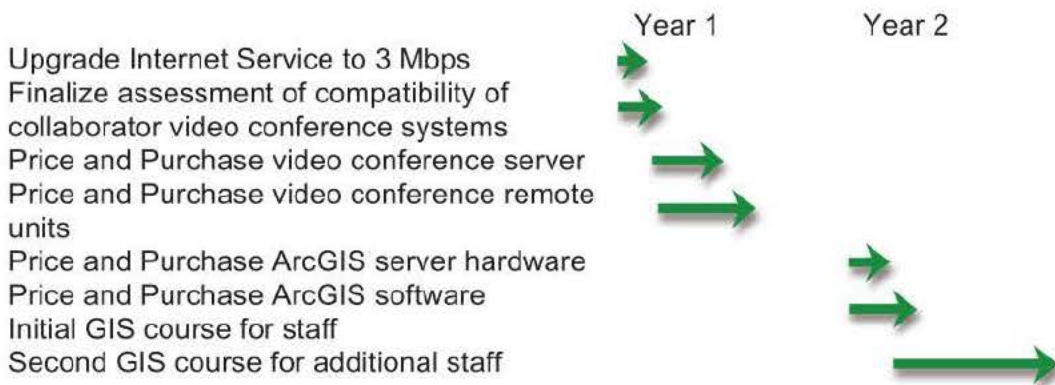 Year 1 Year 2
Upgrade Internet Service to 3 Mbps
Finalize assessment of compatibility of
collaborator video conference systems
Price and Purchase video conference server
Price and Purchase video conference remote
units
Price and Purchase ArcGIS server hardware
Price and Purchase ArcGIS software
Initial GIS course for staff
Second GIS course for additional staff